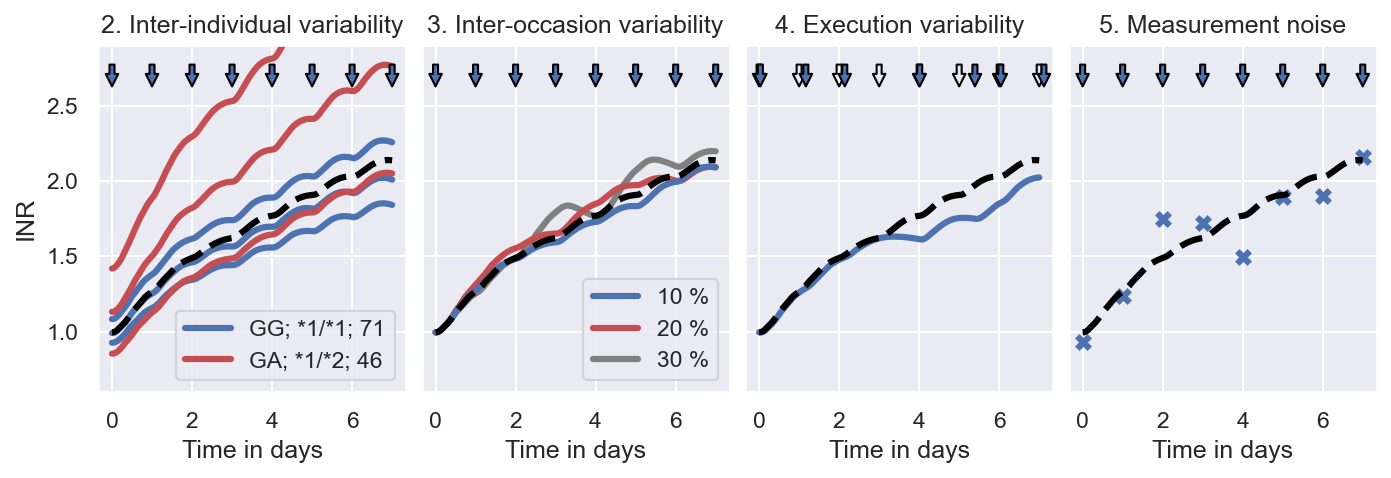 2. Inter-individual variability
3. Inter-occasion variability
4. Execution variability
5. Measurement noise
INR
2.5
2.0
1.5
1.0
GG; *1/*1; 71
GA; *1/*2; 46
10 %
20 %
30 %
0 2 4 6
0 2 4 6
0 2 4 6
0 2 4 6
Time in days
Time in days
Time in days
Time in days